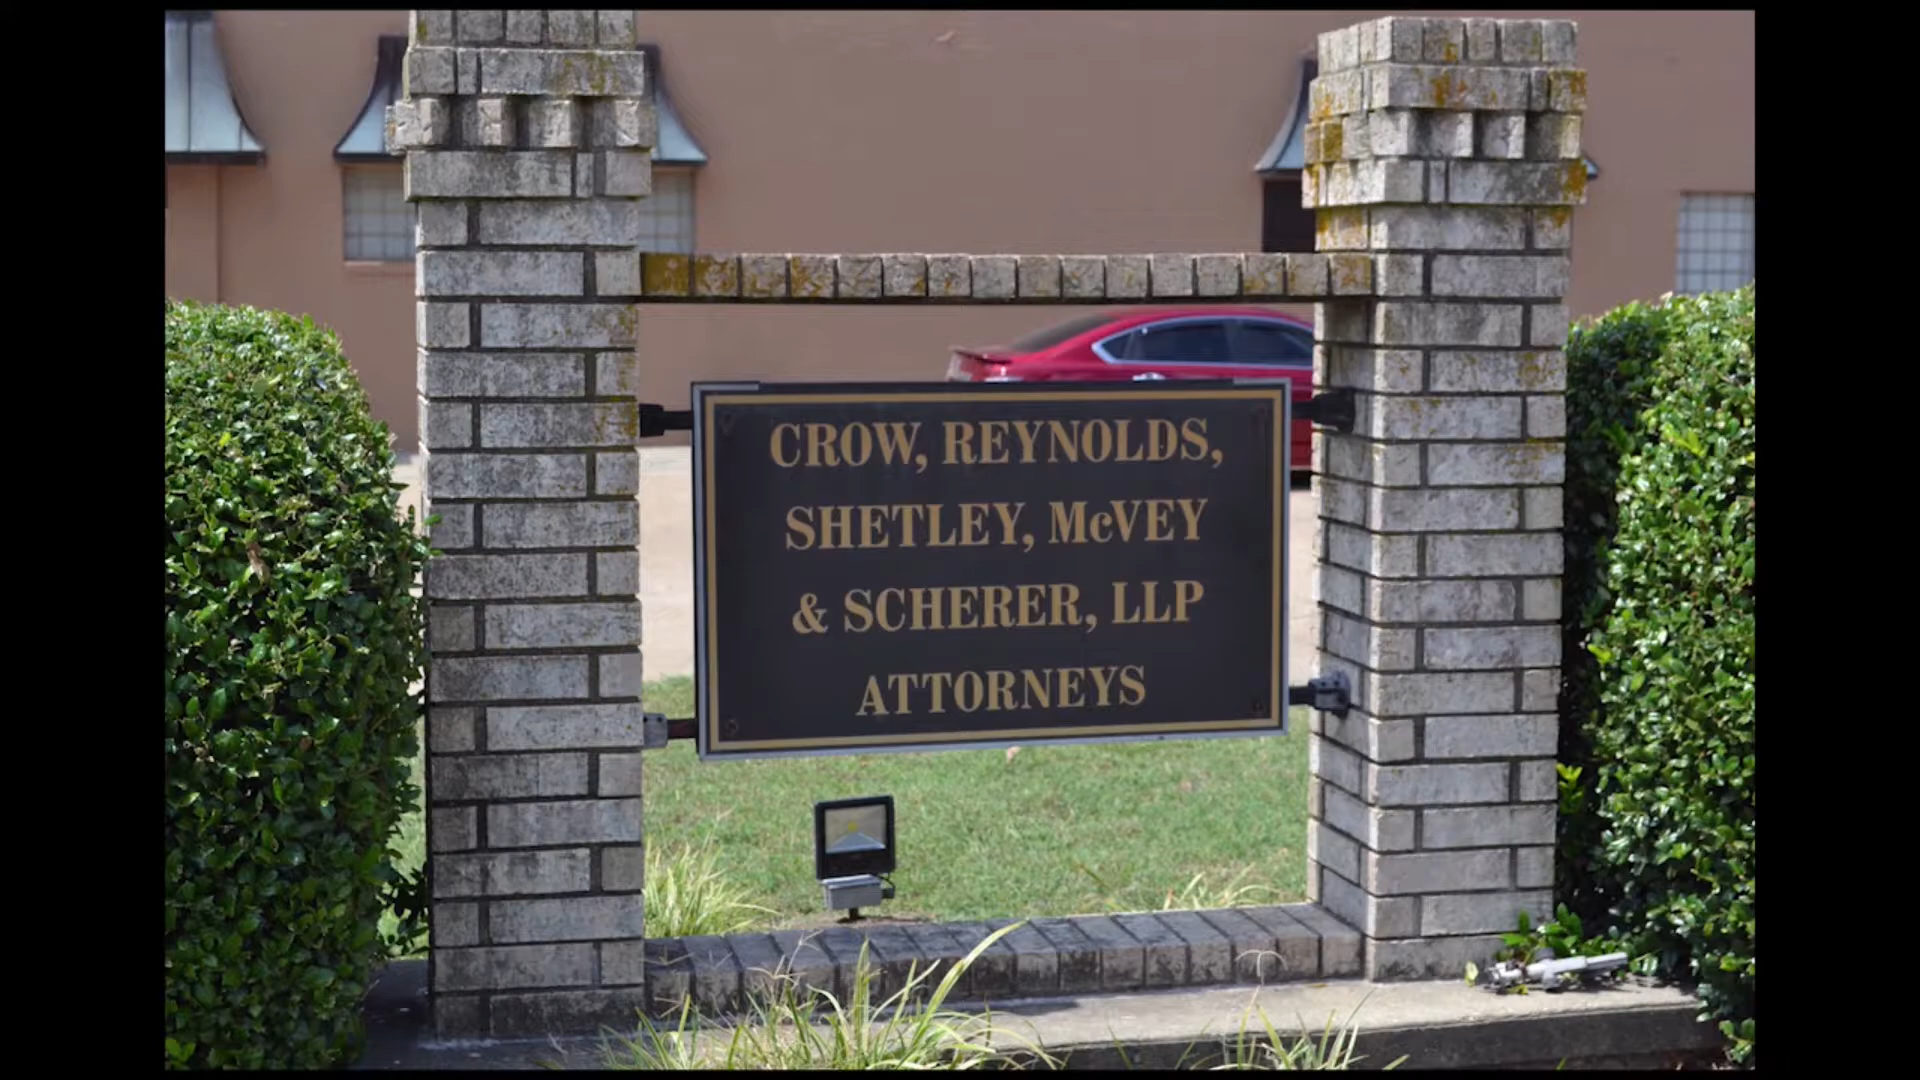 CROW, REYNOLDS,
SHETLEY, McVEY
& SCHERER, LLP
ATTORNEYS